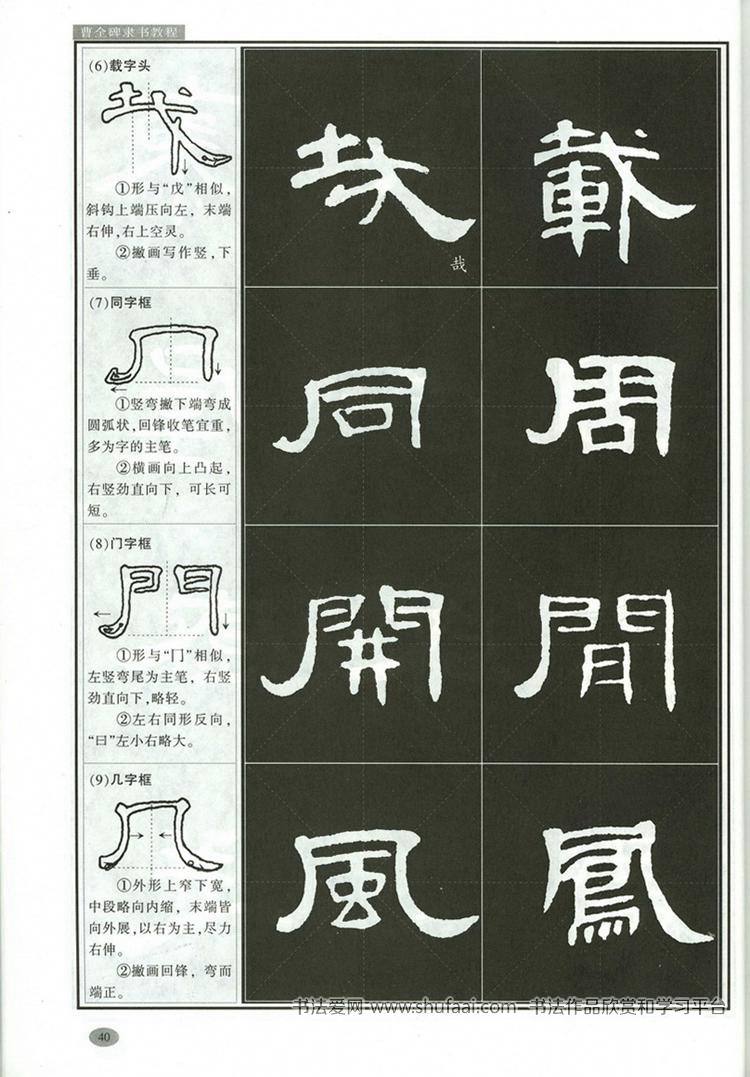 曹全碑隶书教程
(6)载字头
①形与“戊”相似，
斜钩上端压向左，末端
右伸，右上空灵。
②撇画写作竖，下
垂。
哉 載
哉
(7)同字框
①竖弯撇下端弯成
圆弧状，回锋收笔宜重，
多为字的主笔。
②横画向上凸起，
右竖劲直向下，可长可
短。
同 周
(8)门字框
門
①形与“冂”相似，
左竖弯尾为主笔，右竖
劲直向下，略轻。
②左右同形反向，
“日”左小右略大。
開 間
(9)几字框
①外形上窄下宽，
中段略向内缩，末端皆
向外展，以右为主，尽力
右伸。
②撇画回锋，弯而
端正。
風 鳳
书法爱网-www.shufaai.com—书法作品欣赏和学习平台
40